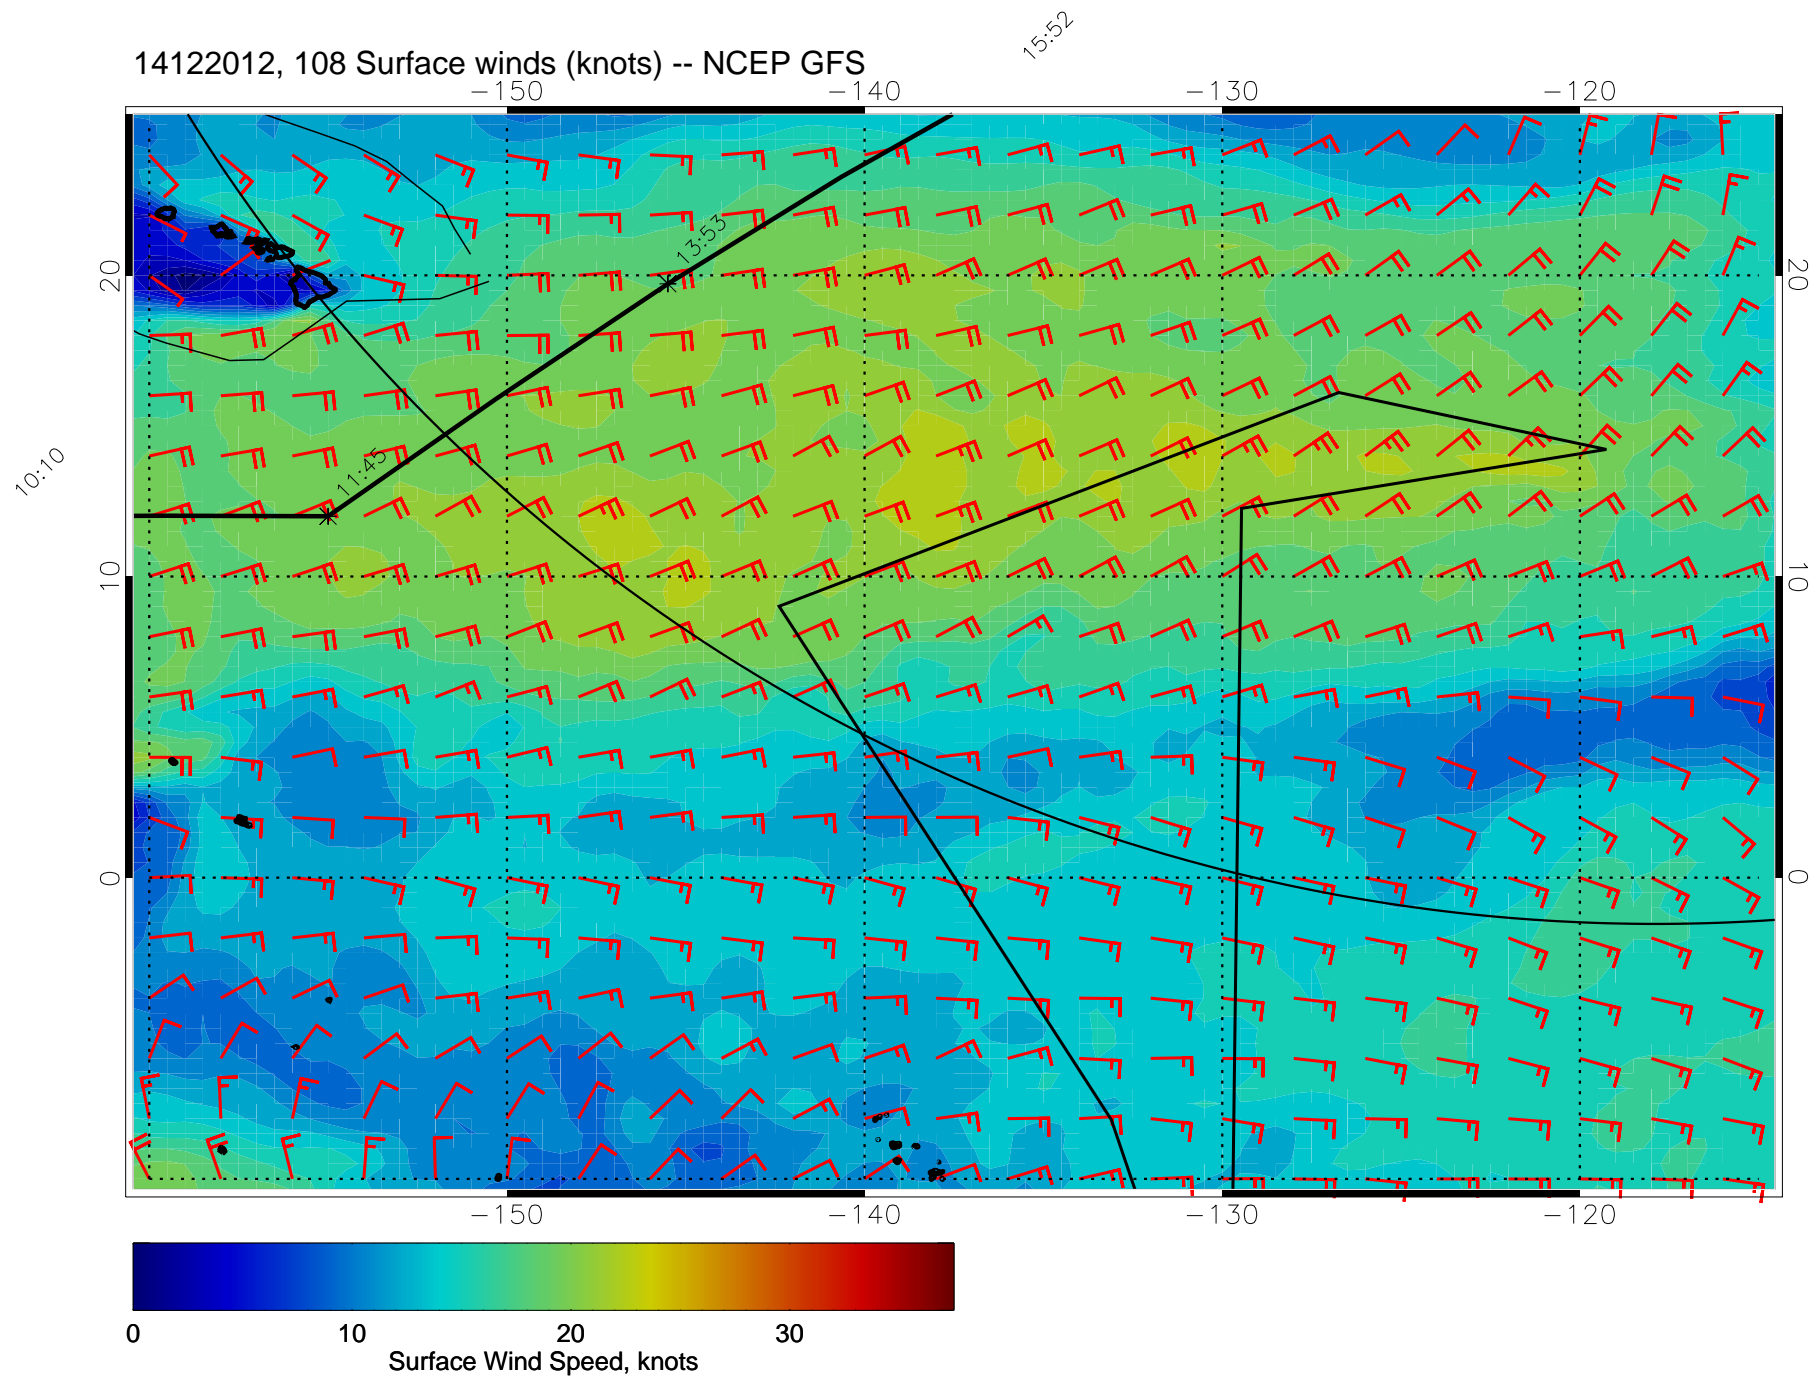 15:52
14122012, 108 Surface winds (knots) -- NCEP GFS
-150 -140 -130 -120
13:53
20 20
11:45
10:10
10 10
0 0
-150 -140 -130 -120
0 10 20 30
Surface Wind Speed, knots